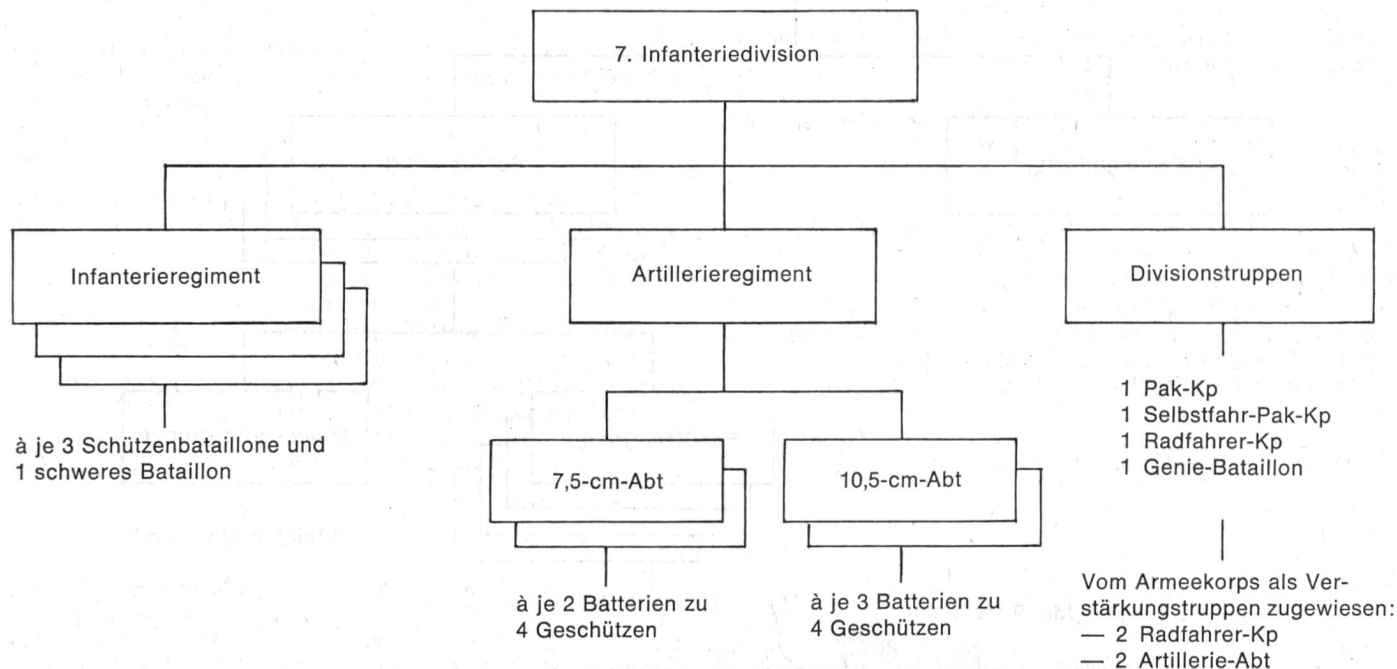 7. Infanteriedivision
Infanterieregiment
Artillerieregiment
Divisionstruppen
à je 3 Schützenbataillone und
1 schweres Bataillon
7,5-cm-Abt
10,5-cm-Abt
à je 2 Batterien zu
4 Geschützen
à je 3 Batterien zu
4 Geschützen
1 Pak-Kp
1 Selbstfahr-Pak-Kp
1 Radfahrer-Kp
1 Genie-Bataillon
Vom Armeekorps als Ver-
stärkungstruppen zugewiesen:
— 2 Radfahrer-Kp
— 2 Artillerie-Abt